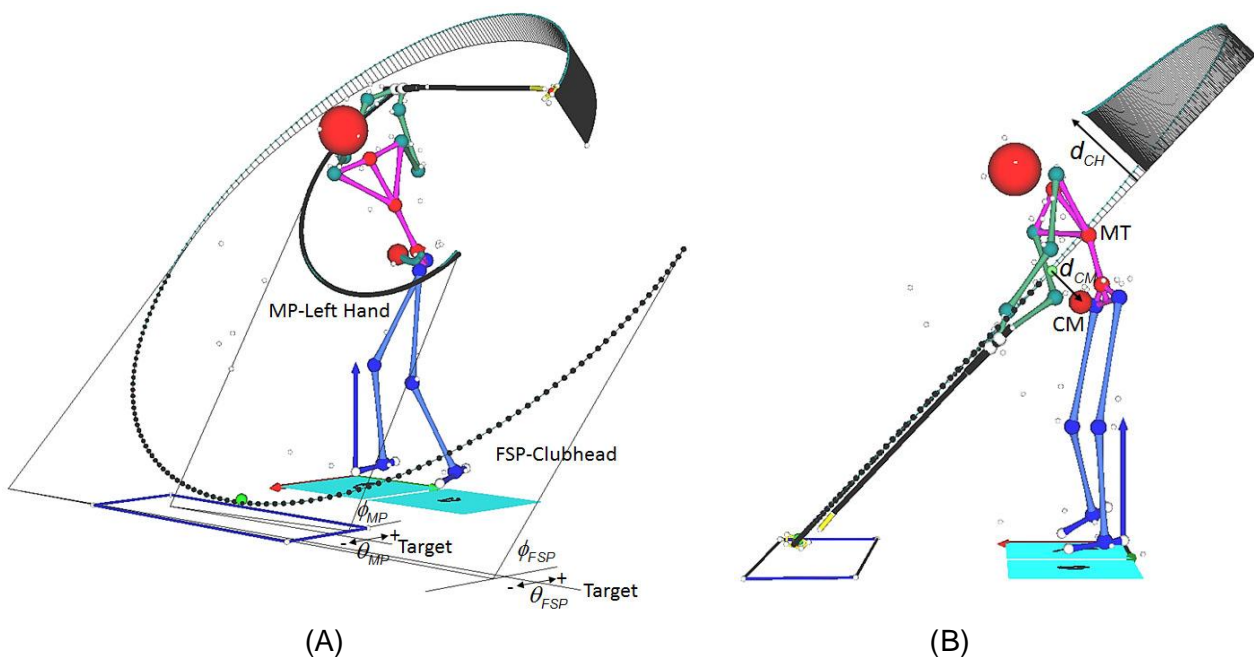 MP-Left Hand
FSP-Clubhead
ϕMP
- +
Target
θMP
ϕFSP
- +
Target
θFSP
(A)
dCH
MT
dCM
CM
(B)